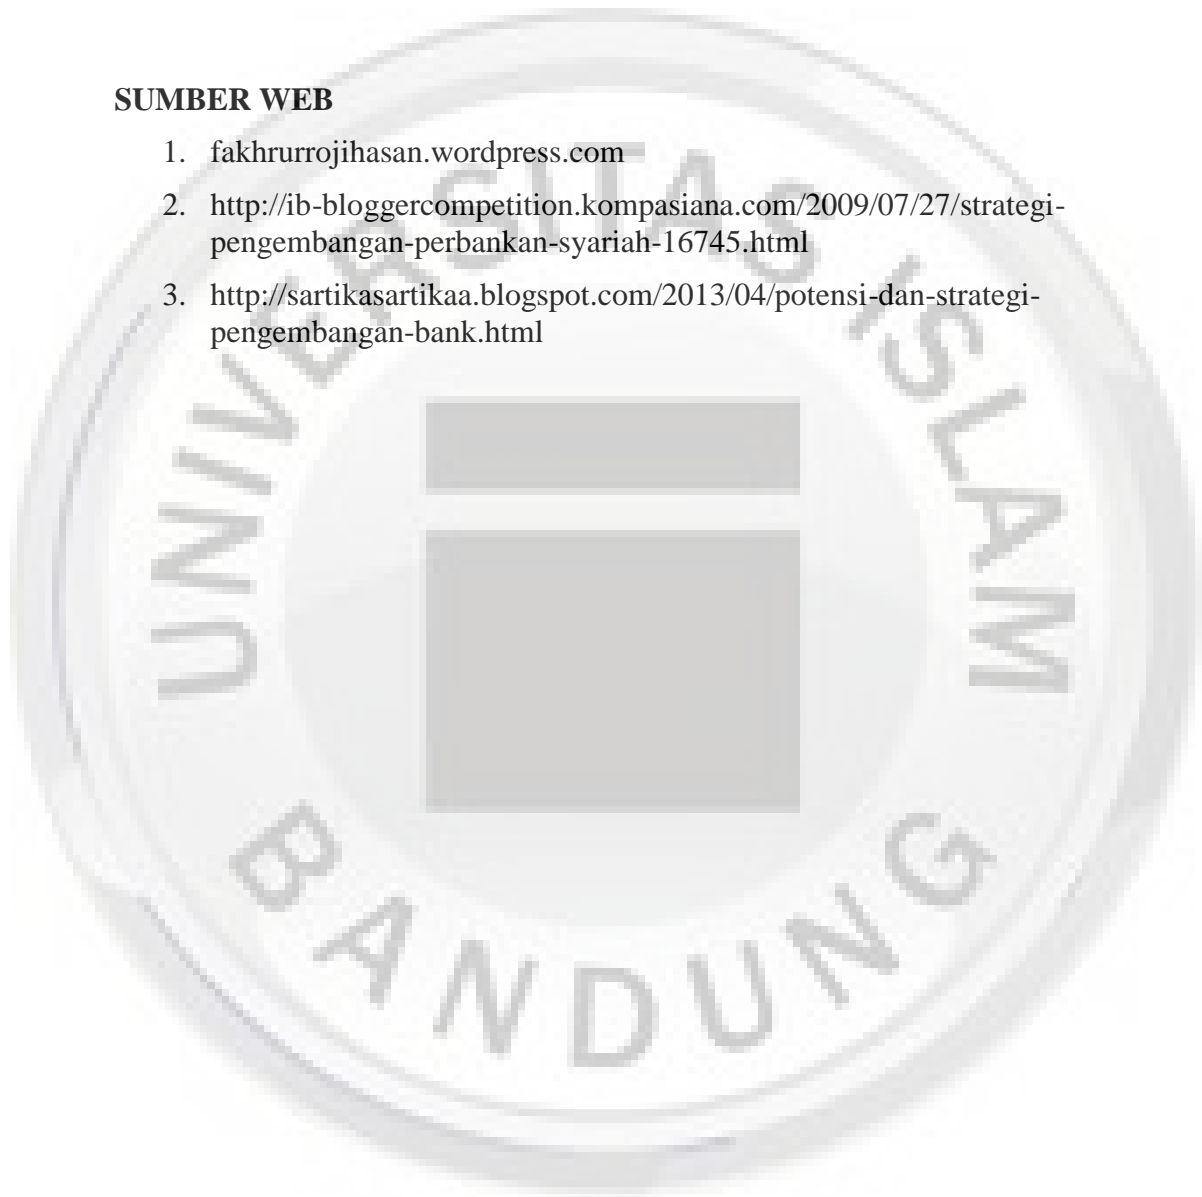 SUMBER WEB
1. fakhrurrojihasan.wordpress.com
2. http://ib-bloggercompetition.kompasiana.com/2009/07/27/strategi-
pengembangan-perbankan-syariah-16745.html
3. http://sartikasartikaa.blogspot.com/2013/04/potensi-dan-strategi-
pengembangan-bank.html
UNIVERSITAS ISLAM
BANDUNG